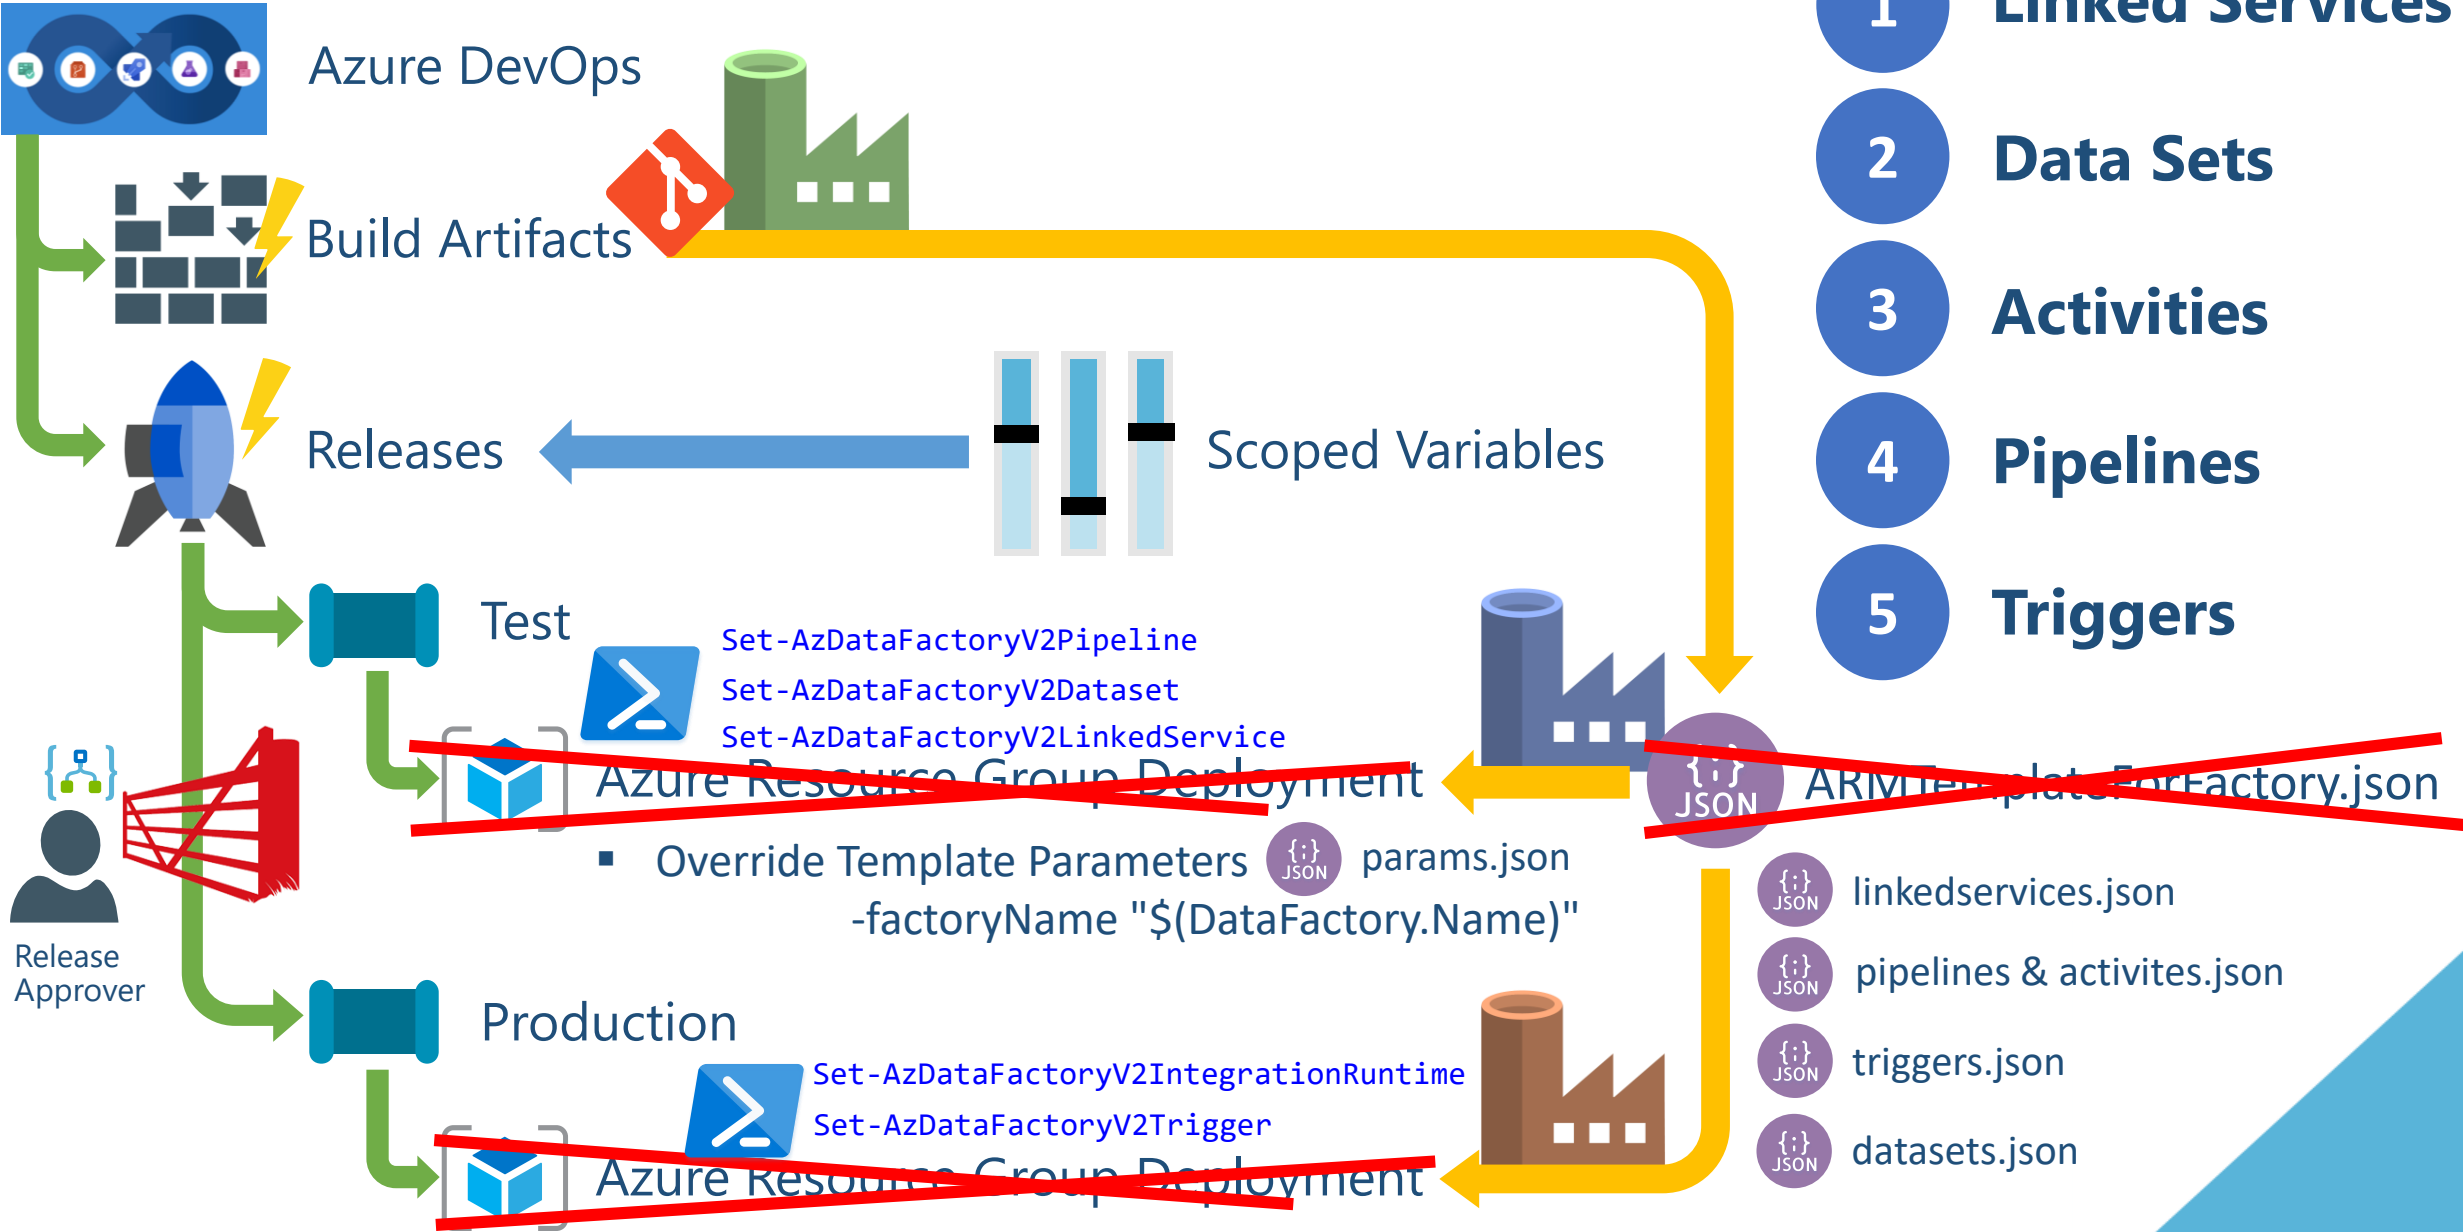 Azure DevOps
Build Artifacts
Releases
Scoped Variables
Test
Set-AzDataFactoryV2Pipeline
Set-AzDataFactoryV2Dataset
Set-AzDataFactoryV2LinkedService
Azure Resource Group Deployment
▪ Override Template Parameters
{;}
JSON
params.json
-factoryName "$(DataFactory.Name)"
Release
Approver
Production
Set-AzDataFactoryV2IntegrationRuntime
Set-AzDataFactoryV2Trigger
Azure Resource Group Deployment
1 Linked Services
2 Data Sets
3 Activities
4 Pipelines
5 Triggers
{;}
JSON
ARMTemplateForFactory.json
{;}
JSON
linkedservices.json
{;}
JSON
pipelines & activites.json
{;}
JSON
triggers.json
{;}
JSON
datasets.json